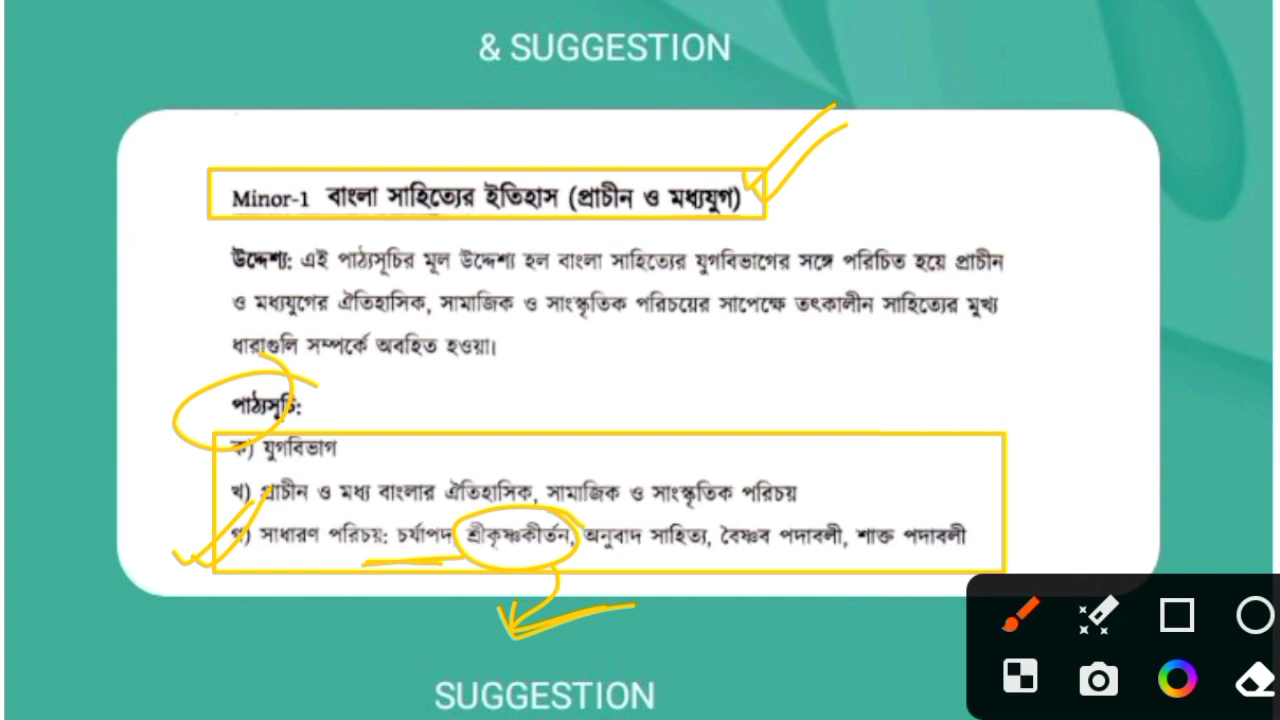 & SUGGESTION
Minor-1 বাংলা সাহিত্যের ইতিহাস (প্রাচীন ও মধ্যযুগ)
উদ্দেশ্য: এই পাঠ্যসূচির মূল উদ্দেশ্য হল বাংলা সাহিত্যের যুগবিভাগের সঙ্গে পরিচিত হয়ে প্রাচীন
ও মধ্যযুগের ঐতিহাসিক, সামাজিক ও সাংস্কৃতিক পরিচয়ের সাপেক্ষে তৎকালীন সাহিত্যের মুখ্য
ধারাগুলি সম্পর্কে অবহিত হওয়া।
পাঠ্যসূচি:
ক) যুগবিভাগ
খ) প্রাচীন ও মধ্য বাংলার ঐতিহাসিক, সামাজিক ও সাংস্কৃতিক পরিচয়
গ) সাধারণ পরিচয়: চর্যাপদ, শ্রীকৃষ্ণকীর্তন, অনুবাদ সাহিত্য, বৈষ্ণব পদাবলী, শাক্ত পদাবলী
SUGGESTION